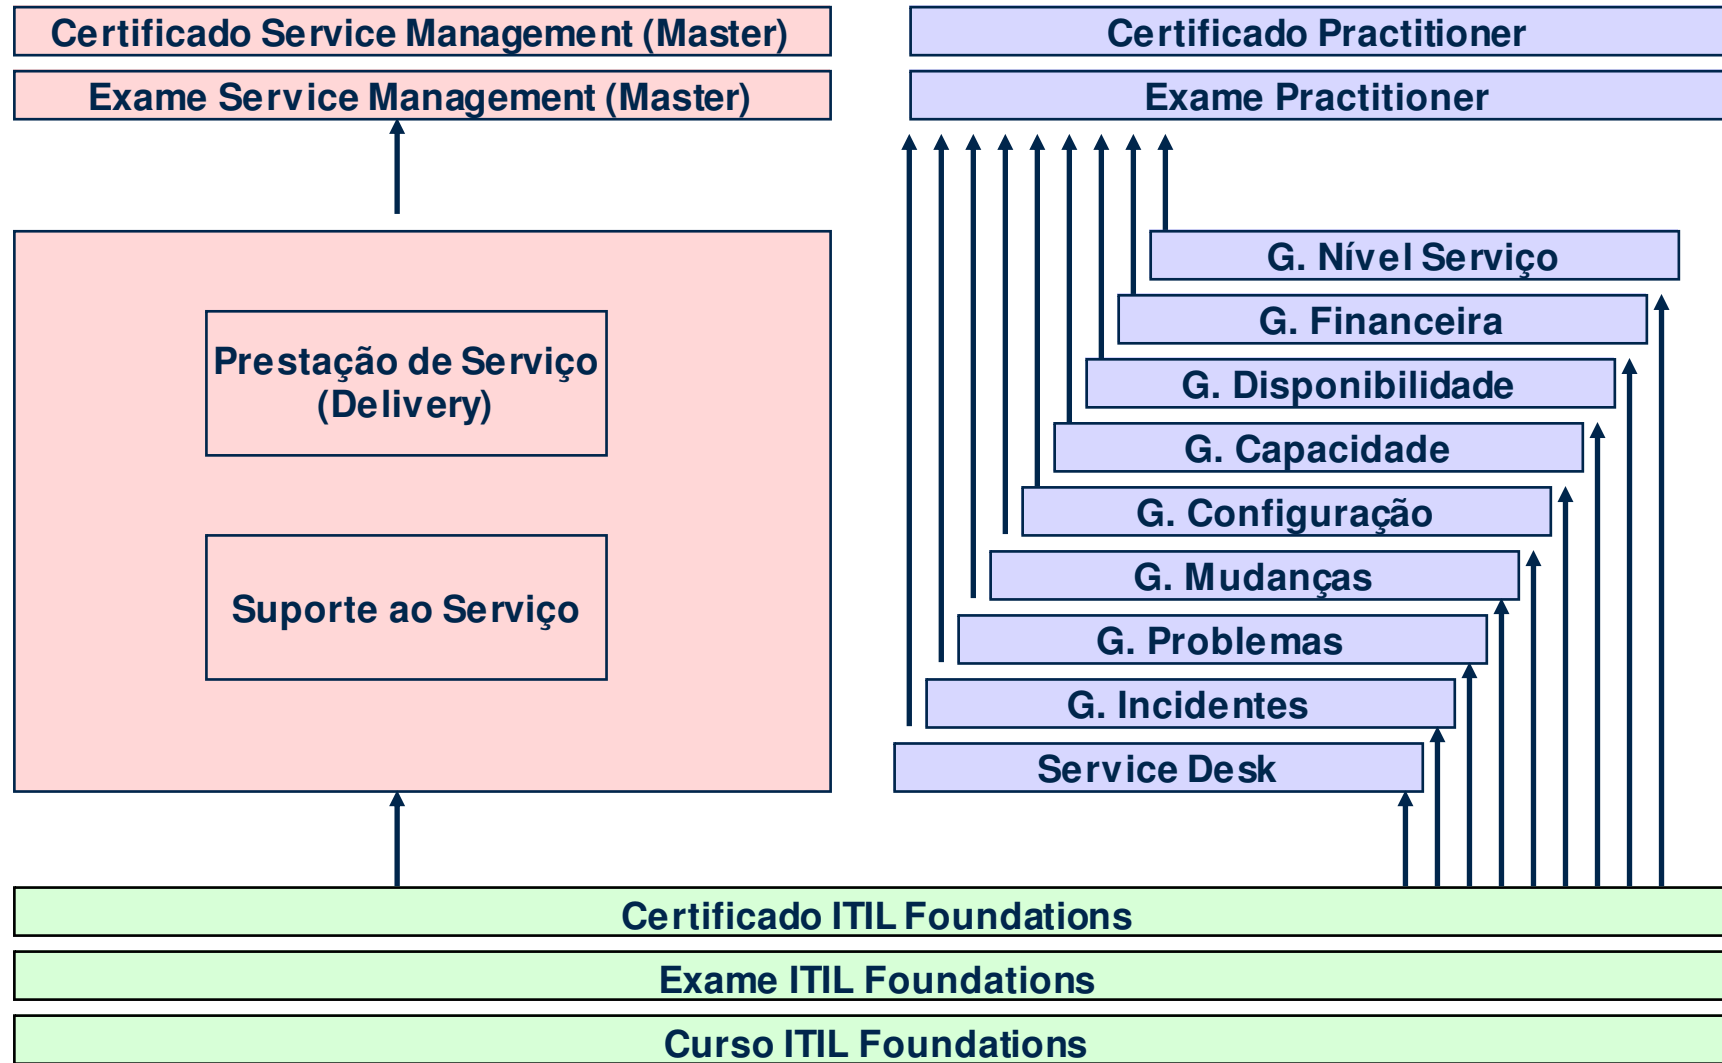 Certificado Service Management (Master)
Exame Service Management (Master)
Prestação de Serviço
(Delivery)
Suporte ao Serviço
Certificado Practitioner
Exame Practitioner
G. Nível Serviço
G. Financeira
G. Disponibilidade
G. Capacidade
G. Configuração
G. Mudanças
G. Problemas
G. Incidentes
Service Desk
Certificado ITIL Foundations
Exame ITIL Foundations
Curso ITIL Foundations